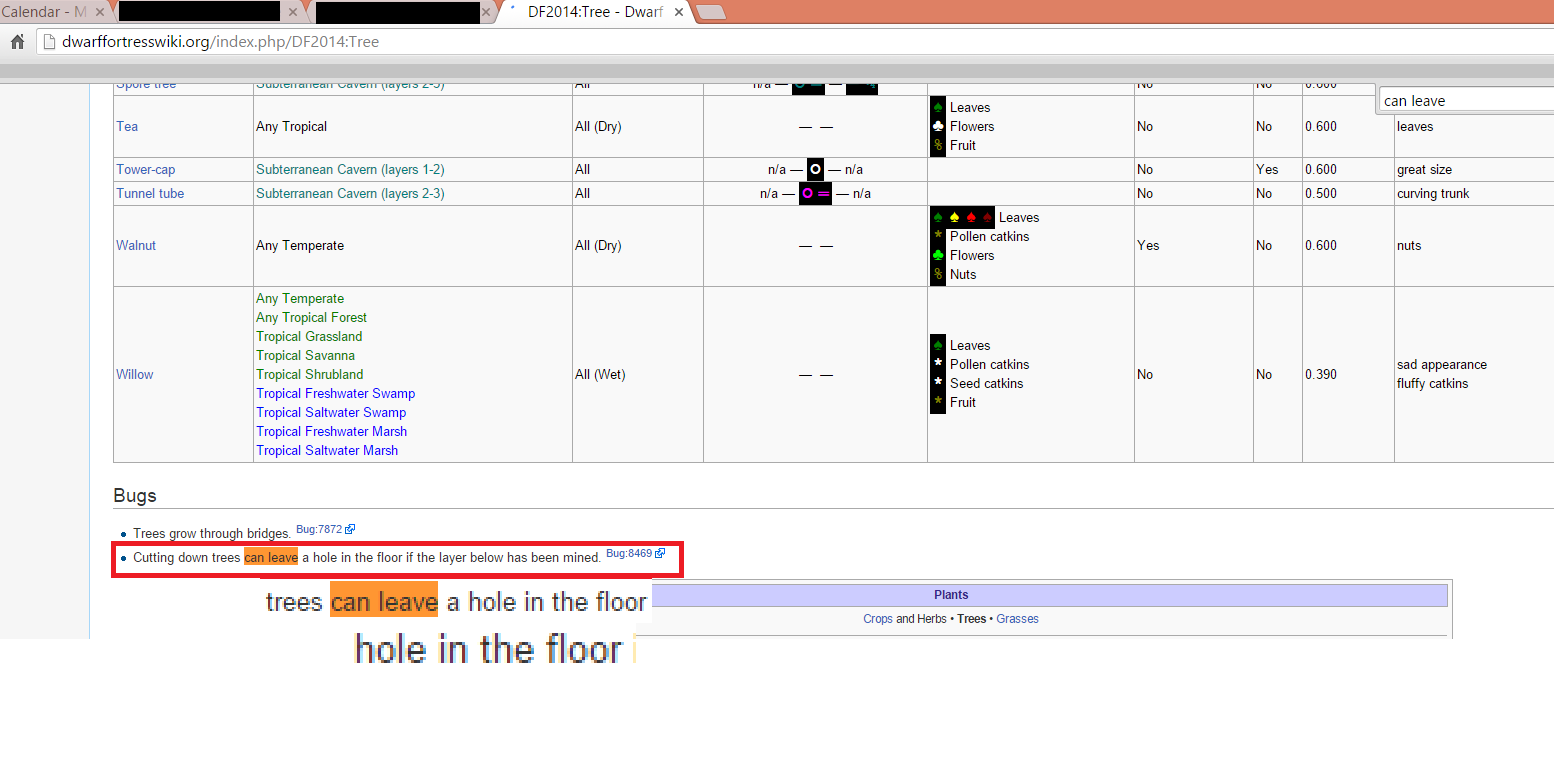 Calendar - M
DF2014:Tree - Dwarf
dwarffortresswiki.org/index.php/DF2014:Tree
can leave
Spore tree Subterranean Cavern (layers 2-3) All n/a — O = — No No 0.600
Tea Any Tropical All (Dry) — — ♠ Leaves No No 0.600 leaves
♣ Flowers
% Fruit
Tower-cap Subterranean Cavern (layers 1-2) All n/a — O — n/a No Yes 0.600 great size
Tunnel tube Subterranean Cavern (layers 2-3) All n/a — O = — n/a No No 0.500 curving trunk
Walnut Any Temperate All (Dry) — — ♠ ♠ ♠ ♠ Leaves Yes No 0.600 nuts
* Pollen catkins
♣ Flowers
% Nuts
Willow Any Temperate
Any Tropical Forest
Tropical Grassland
Tropical Savanna
Tropical Shrubland
Tropical Freshwater Swamp
Tropical Saltwater Swamp
Tropical Freshwater Marsh
Tropical Saltwater Marsh
All (Wet) — — ♠ Leaves No No 0.390 sad appearance
* Pollen catkins fluffy catkins
* Seed catkins
* Fruit
Bugs
• Trees grow through bridges. Bug:7872
• Cutting down trees can leave a hole in the floor if the layer below has been mined. Bug:8469
trees can leave a hole in the floor
hole in the floor
Plants
Crops and Herbs • Trees • Grasses